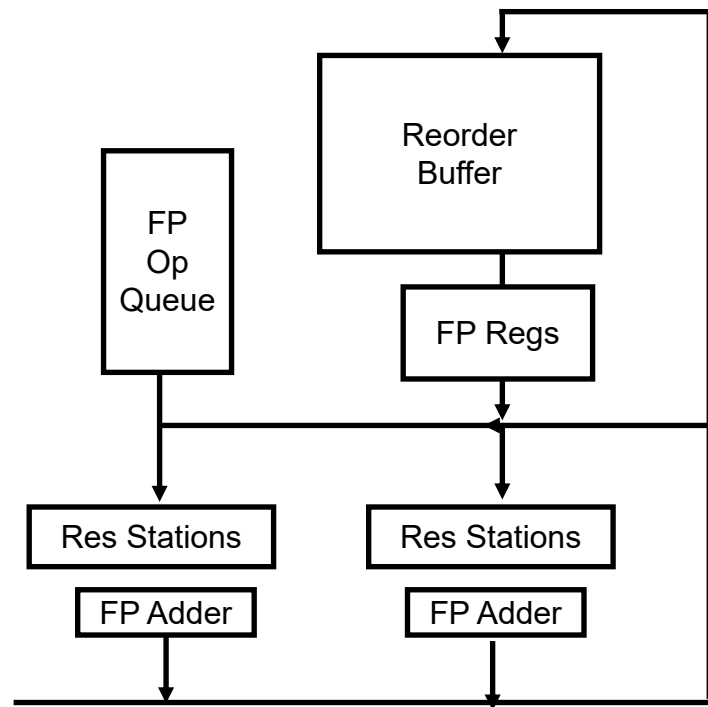 Reorder
Buffer
FP
Op
Queue
FP Regs
Res Stations
Res Stations
FP Adder
FP Adder